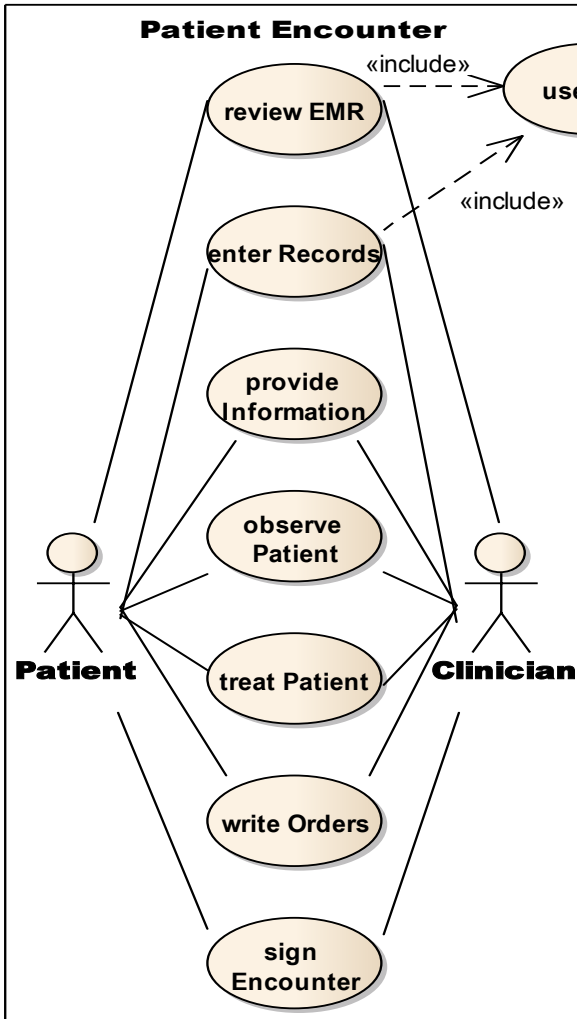 Patient Encounter
«include»
review EMR
use
«include»
enter Records
provide
Information
observe
Patient
Patient
treat Patient
Clinician
write Orders
sign
Encounter